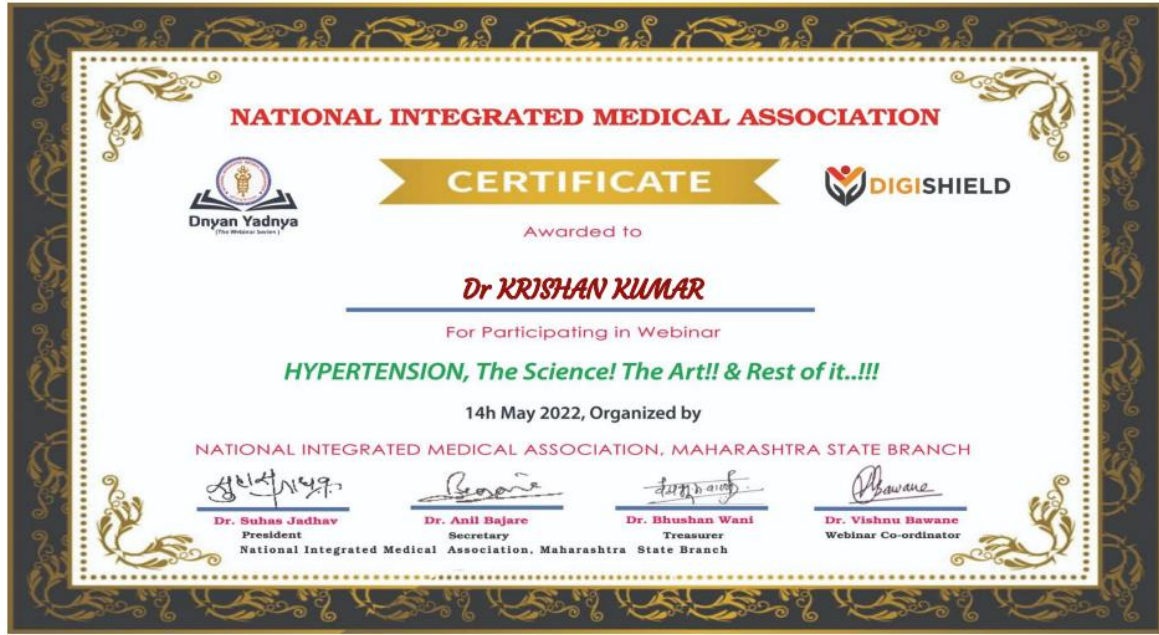 NATIONAL INTEGRATED MEDICAL ASSOCIATION
CERTIFICATE
Dnyan Yadnya
(The Webinar Series)
DIGISHIELD
Awarded to
Dr KRISHAN KUMAR
For Participating in Webinar
HYPERTENSION, The Science! The Art!! & Rest of it..!!!
14h May 2022, Organized by
NATIONAL INTEGRATED MEDICAL ASSOCIATION, MAHARASHTRA STATE BRANCH
Dr. Suhas Jadhav Dr. Anil Bajare Dr. Bhushan Wani Dr. Vishnu Bawane
President Secretary Treasurer Webinar Co-ordinator
National Integrated Medical Association, Maharashtra State Branch